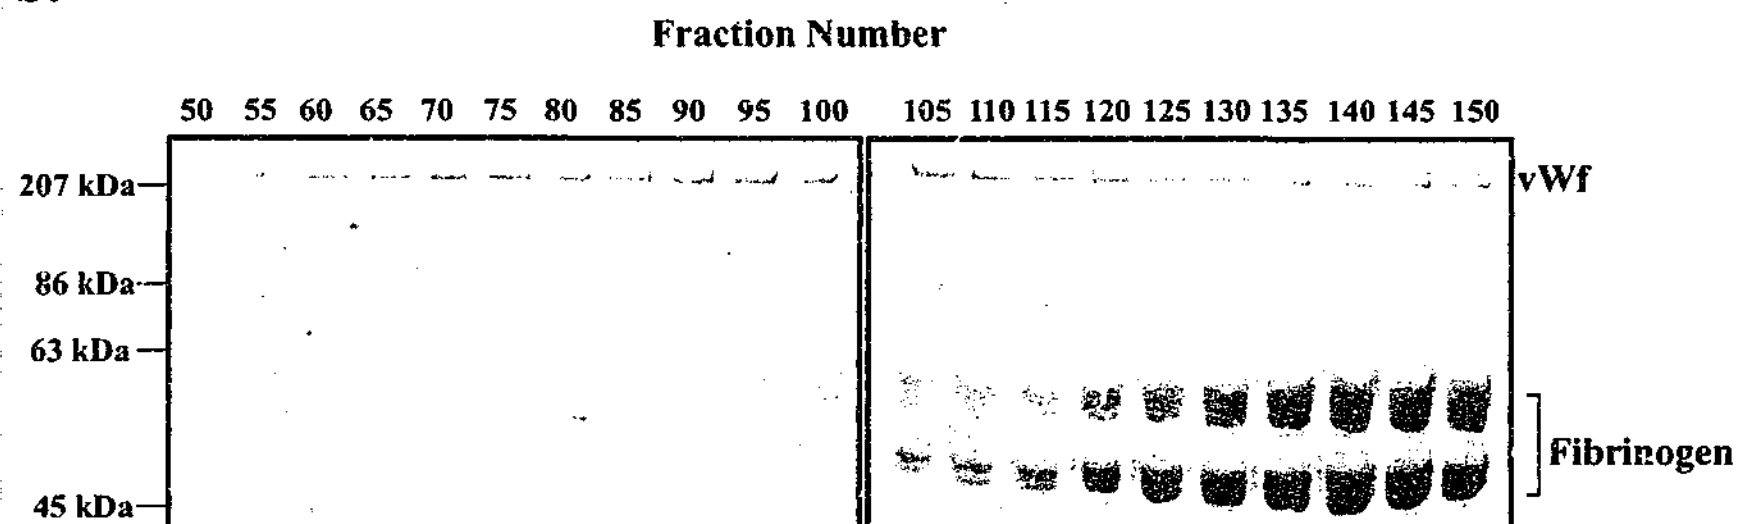 Fraction Number
50 55 60 65 70 75 80 85 90 95 100 105 110 115 120 125 130 135 140 145 150
207 kDa
vWf
86 kDa
63 kDa
Fibrinogen
45 kDa